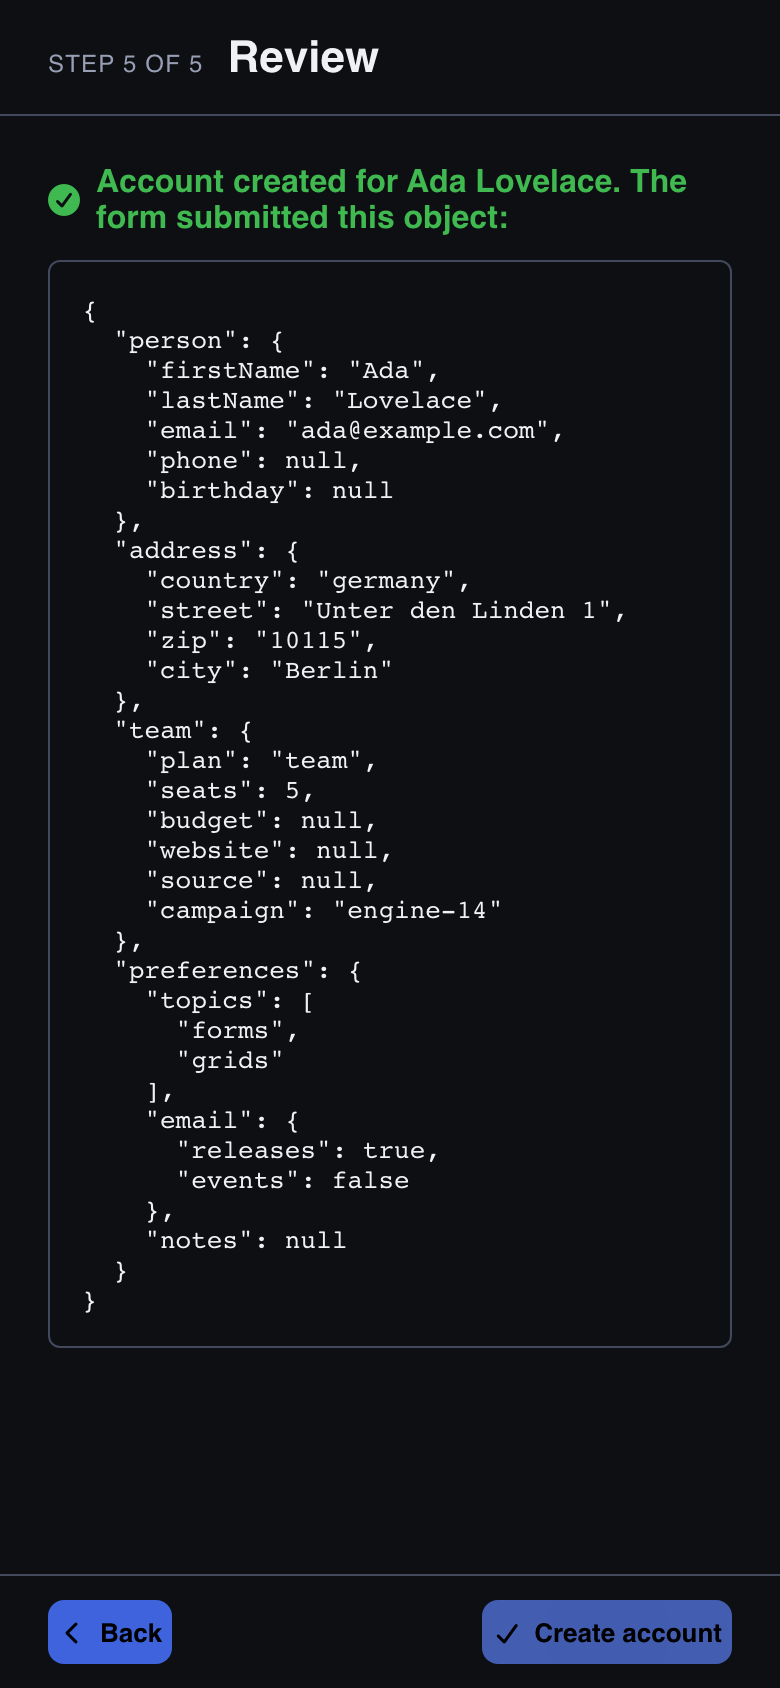 STEP 5 OF 5 Review
Account created for Ada Lovelace. The
form submitted this object:
{
  "person": {
    "firstName": "Ada",
    "lastName": "Lovelace",
    "email": "ada@example.com",
    "phone": null,
    "birthday": null
  },
  "address": {
    "country": "germany",
    "street": "Unter den Linden 1",
    "zip": "10115",
    "city": "Berlin"
  },
  "team": {
    "plan": "team",
    "seats": 5,
    "budget": null,
    "website": null,
    "source": null,
    "campaign": "engine-14"
  },
  "preferences": {
    "topics": [
      "forms",
      "grids"
    ],
    "email": {
      "releases": true,
      "events": false
    },
    "notes": null
  }
}
Back
Create account